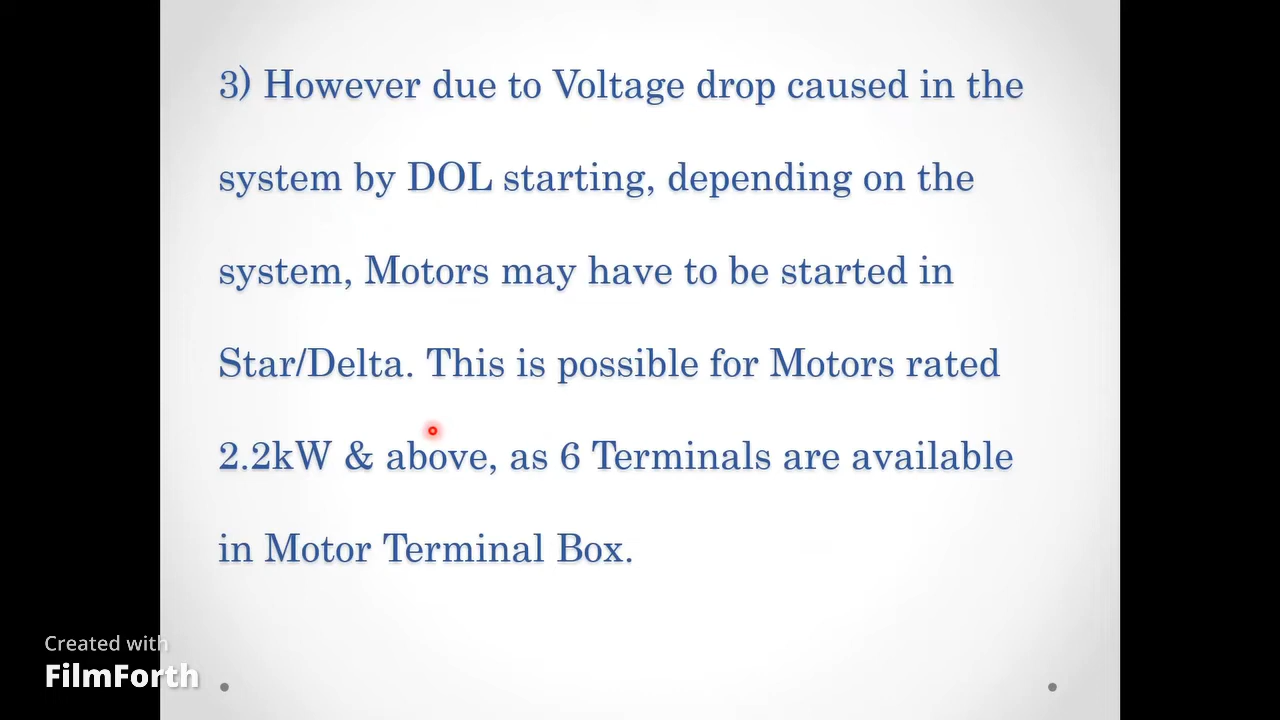 3) However due to Voltage drop caused in the
system by DOL starting, depending on the
system, Motors may have to be started in
Star/Delta. This is possible for Motors rated
2.2kW & above, as 6 Terminals are available
in Motor Terminal Box.
Created with
FilmForth